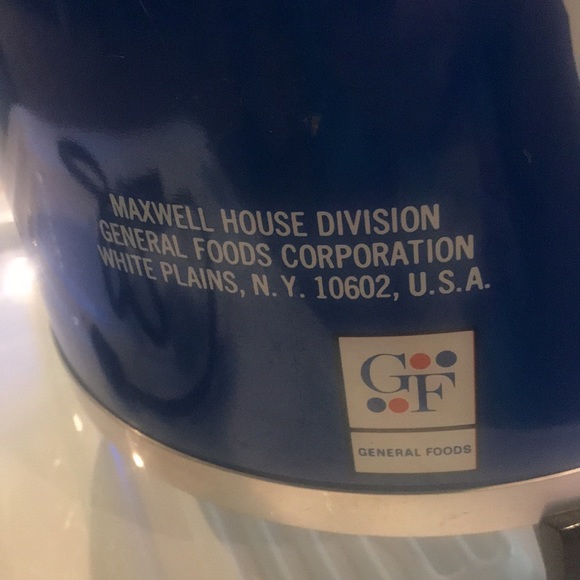 MAXWELL HOUSE DIVISION
GENERAL FOODS CORPORATION
WHITE PLAINS, N.Y. 10602, U.S.A.
GF
GENERAL FOODS